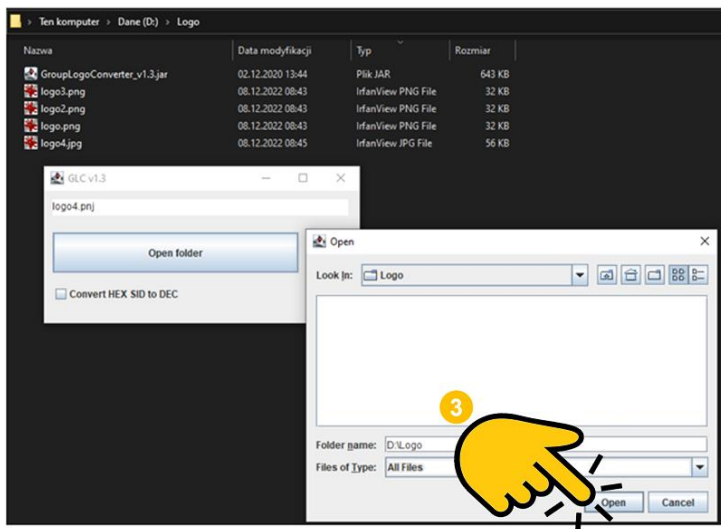 Ten komputer > Dane (D:) > Logo
Nazwa Data modyfikacji Typ Rozmiar
GroupLogoConverter_v1.3.jar 02.12.2020 13:44 Plik JAR 643 KB
logo3.png 08.12.2022 08:43 IrfanView PNG File 32 KB
logo2.png 08.12.2022 08:43 IrfanView PNG File 32 KB
logo.png 08.12.2022 08:43 IrfanView PNG File 32 KB
logo4.jpg 08.12.2022 08:45 IrfanView JPG File 56 KB
GLC v1.3
logo4.pnj
Open folder
Convert HEX SID to DEC
Open
Look In: Logo
3
Folder name: D:\Logo
Files of Type: All Files
Open Cancel